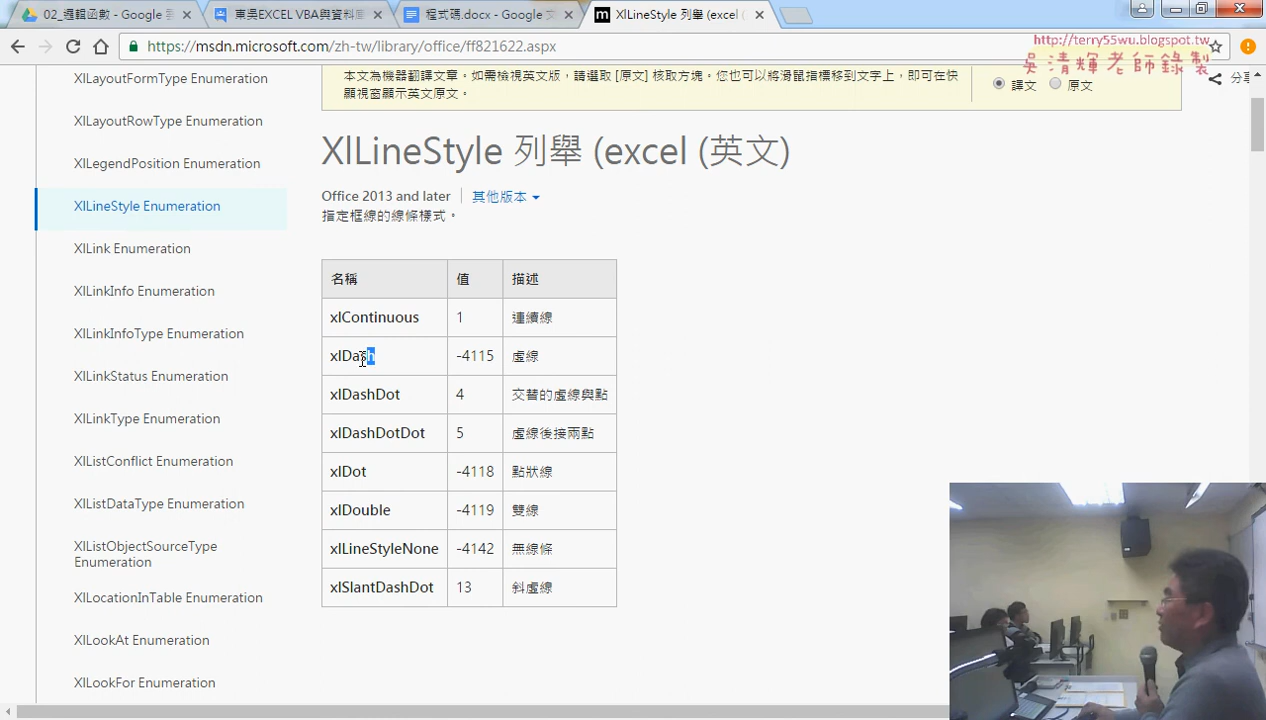 02_邏輯函數 - Google 雲
東吳EXCEL VBA與資料庫
程式碼.docx - Google 文
XlLineStyle 列舉 (excel (
https://msdn.microsoft.com/zh-tw/library/office/ff821622.aspx
http://terry55wu.blogspot.tw
吳清輝老師錄製
XlLayoutFormType Enumeration
XlLayoutRowType Enumeration
XlLegendPosition Enumeration
XlLineStyle Enumeration
XlLink Enumeration
XlLinkInfo Enumeration
XlLinkInfoType Enumeration
XlLinkStatus Enumeration
XlLinkType Enumeration
XlListConflict Enumeration
XlListDataType Enumeration
XlListObjectSourceType
Enumeration
XlLocationInTable Enumeration
XlLookAt Enumeration
XlLookFor Enumeration
本文為機器翻譯文章。如需檢視英文版，請選取 [原文] 核取方塊。您也可以將滑鼠指標移到文字上，即可在快
顯視窗顯示英文原文。
譯文 原文
分享
XlLineStyle 列舉 (excel (英文)
Office 2013 and later 其他版本
指定框線的線條樣式。
名稱 值 描述
xlContinuous 1 連續線
xlDash -4115 虛線
xlDashDot 4 交替的虛線與點
xlDashDotDot 5 虛線後接兩點
xlDot -4118 點狀線
xlDouble -4119 雙線
xlLineStyleNone -4142 無線條
xlSlantDashDot 13 斜虛線